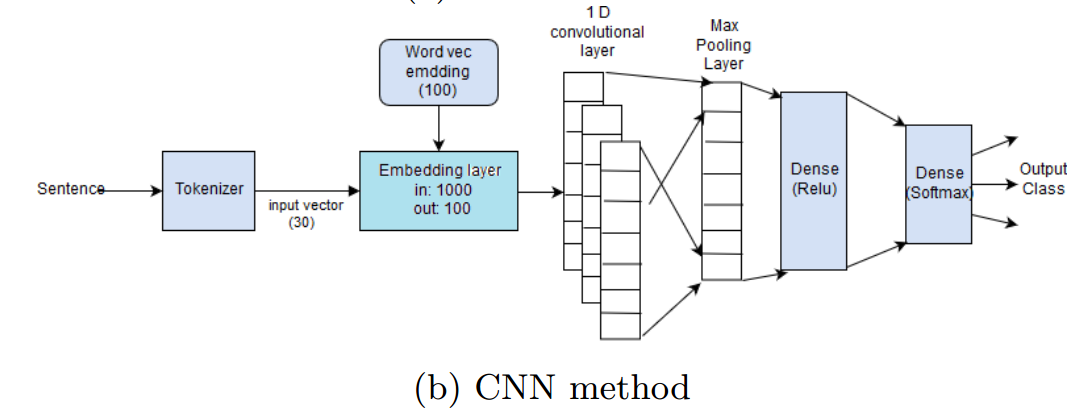 1 D
convolutional
layer
Max
Pooling
Layer
Word vec
emdding
(100)
Sentence
Tokenizer
input vector
(30)
Embedding layer
in: 1000
out: 100
Dense
(Relu)
Dense
(Softmax)
Output
Class
(b) CNN method